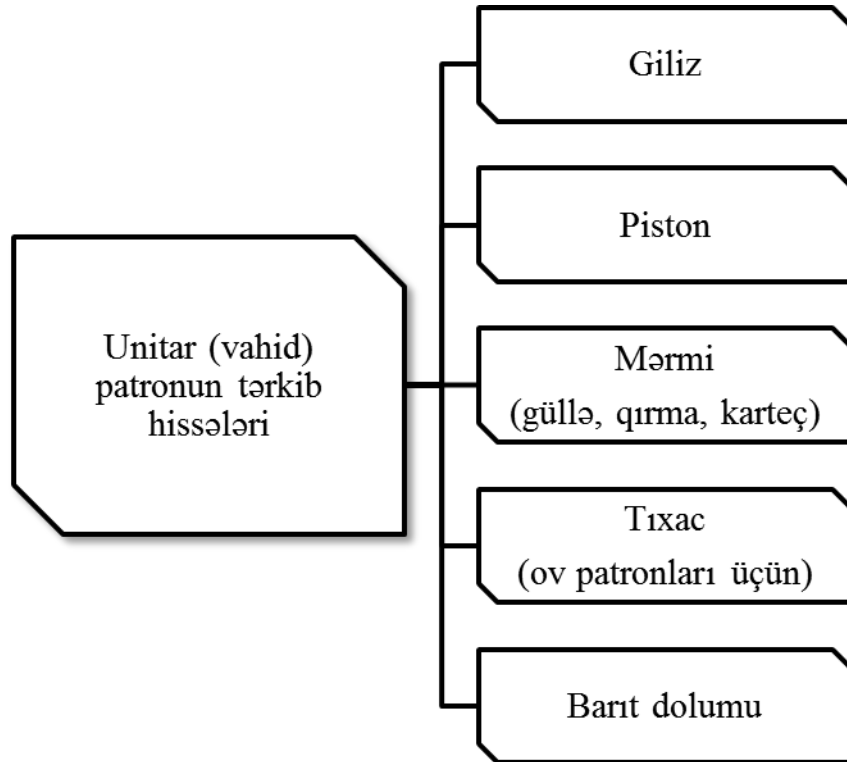 Unitar (vahid)
patronun tərkib
hissələri
Giliz
Piston
Mərmi
(güllə, qırma, karteç)
Tıxac
(ov patronları üçün)
Barıt dolumu